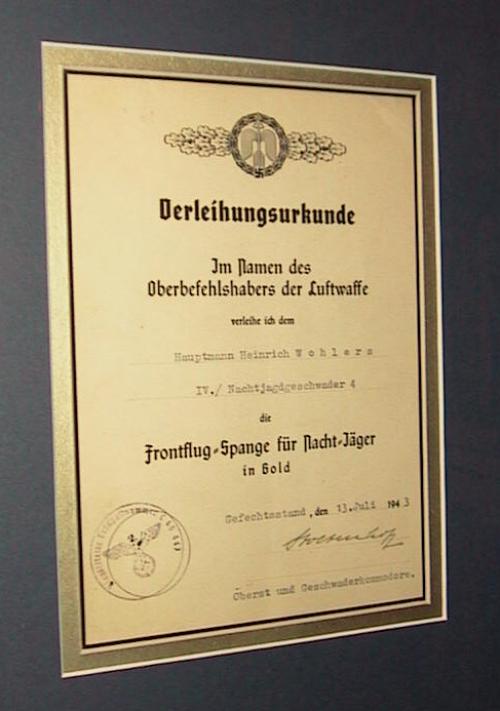 Verleihungsurkunde
Im Namen des
Oberbefehlshabers der Luftwaffe
verleihe ich dem
Hauptmann Heinrich W o h l e r s
IV./ Nachtjagdgeschwader 4
die
Frontflug-Spange für Nacht-Jäger
in Gold
Gefechtsstand, den 13. Juli 1943
Oberst und Geschwaderkommodore.